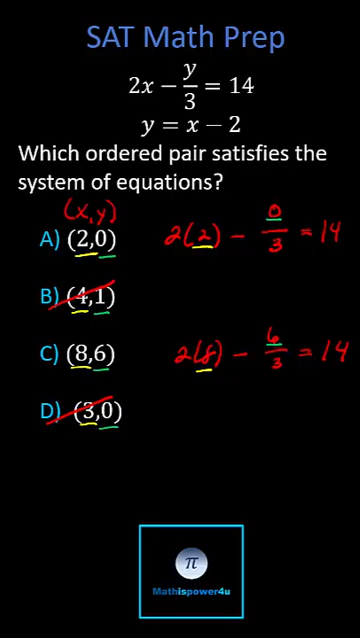 SAT Math Prep
2x − y/3 = 14
y = x − 2
Which ordered pair satisfies the
system of equations?
(x,y)
A) (2,0) 2(2) − 0/3 = 14
B) (4,1)
C) (8,6) 2(8) − 6/3 = 14
D) (3,0)
π
Mathispower4u